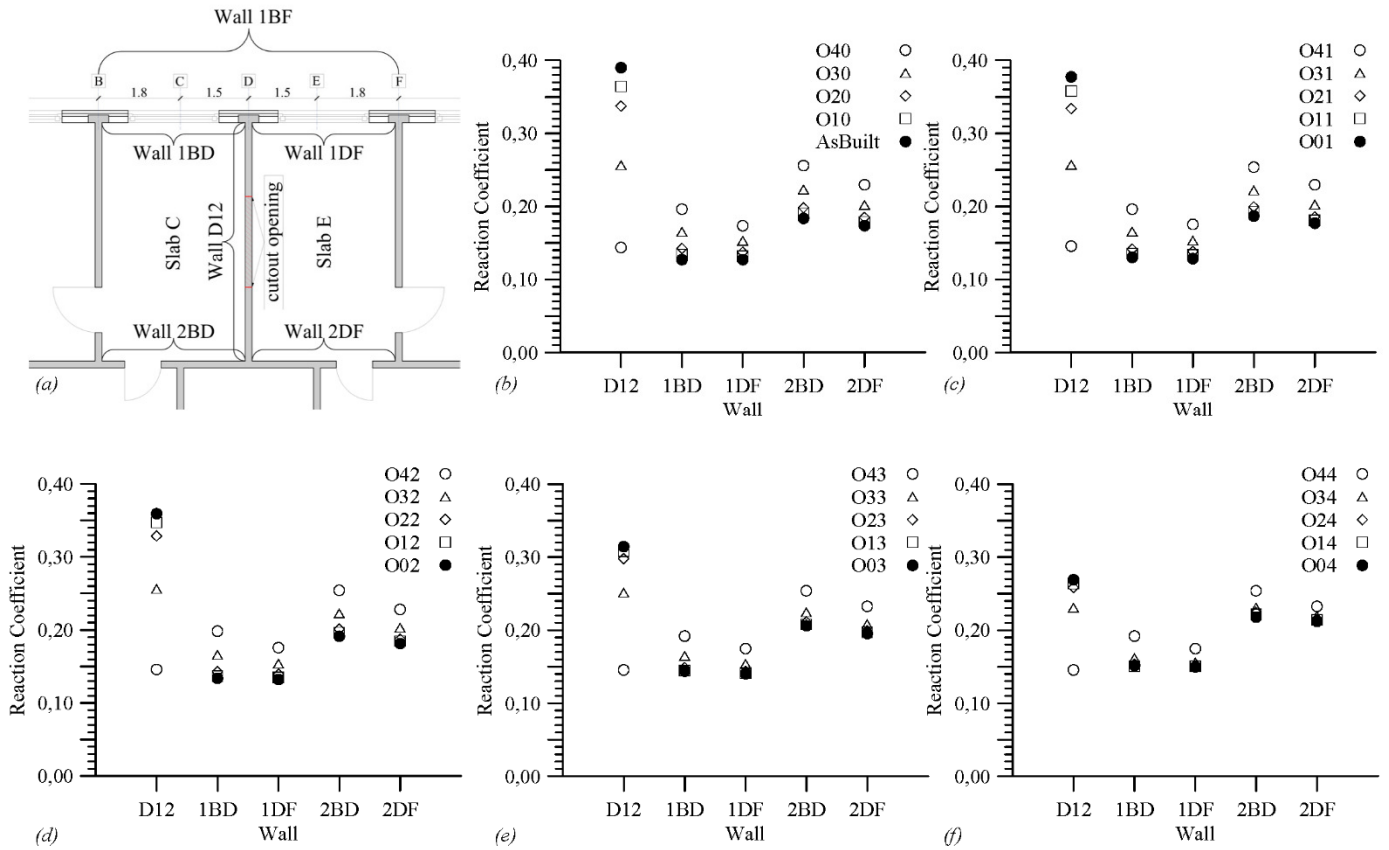 Wall 1BF
B C D E F
1.8 1.5 1.5 1.8
Wall 1BD
Wall 1DF
Slab C
Wall D12
cutout opening
Slab E
Wall 2BD
Wall 2DF
(a)
O40
O30
O20
O10
AsBuilt
0,40
0,30
0,20
0,10
0,00
Reaction Coefficient
D12 1BD 1DF 2BD 2DF
Wall
(b)
O41
O31
O21
O11
O01
0,40
0,30
0,20
0,10
0,00
Reaction Coefficient
D12 1BD 1DF 2BD 2DF
Wall
(c)
O42
O32
O22
O12
O02
0,40
0,30
0,20
0,10
0,00
Reaction Coefficient
D12 1BD 1DF 2BD 2DF
Wall
(d)
O43
O33
O23
O13
O03
0,40
0,30
0,20
0,10
0,00
Reaction Coefficient
D12 1BD 1DF 2BD 2DF
Wall
(e)
O44
O34
O24
O14
O04
0,40
0,30
0,20
0,10
0,00
Reaction Coefficient
D12 1BD 1DF 2BD 2DF
Wall
(f)